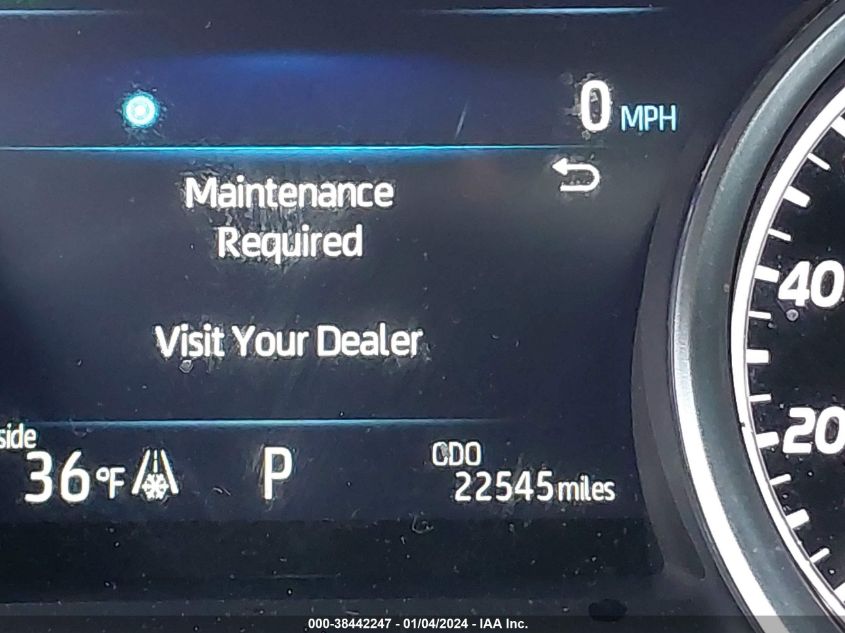 0 MPH
Maintenance
Required
Visit Your Dealer
side
36°F
P
ODO
22545 miles
40
20
000-38442247 - 01/04/2024 - IAA Inc.